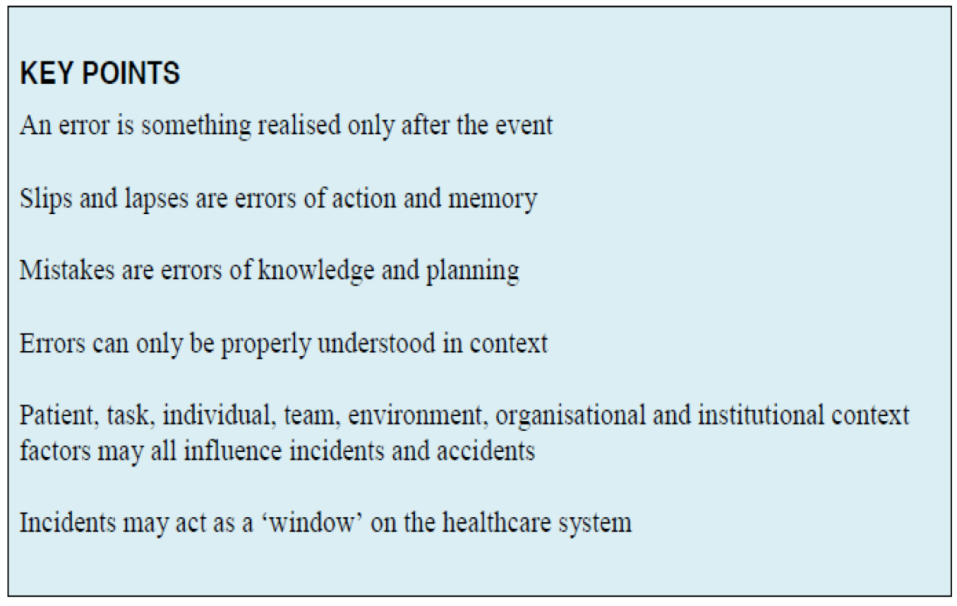 KEY POINTS
An error is something realised only after the event
Slips and lapses are errors of action and memory
Mistakes are errors of knowledge and planning
Errors can only be properly understood in context
Patient, task, individual, team, environment, organisational and institutional context
factors may all influence incidents and accidents
Incidents may act as a ‘window’ on the healthcare system